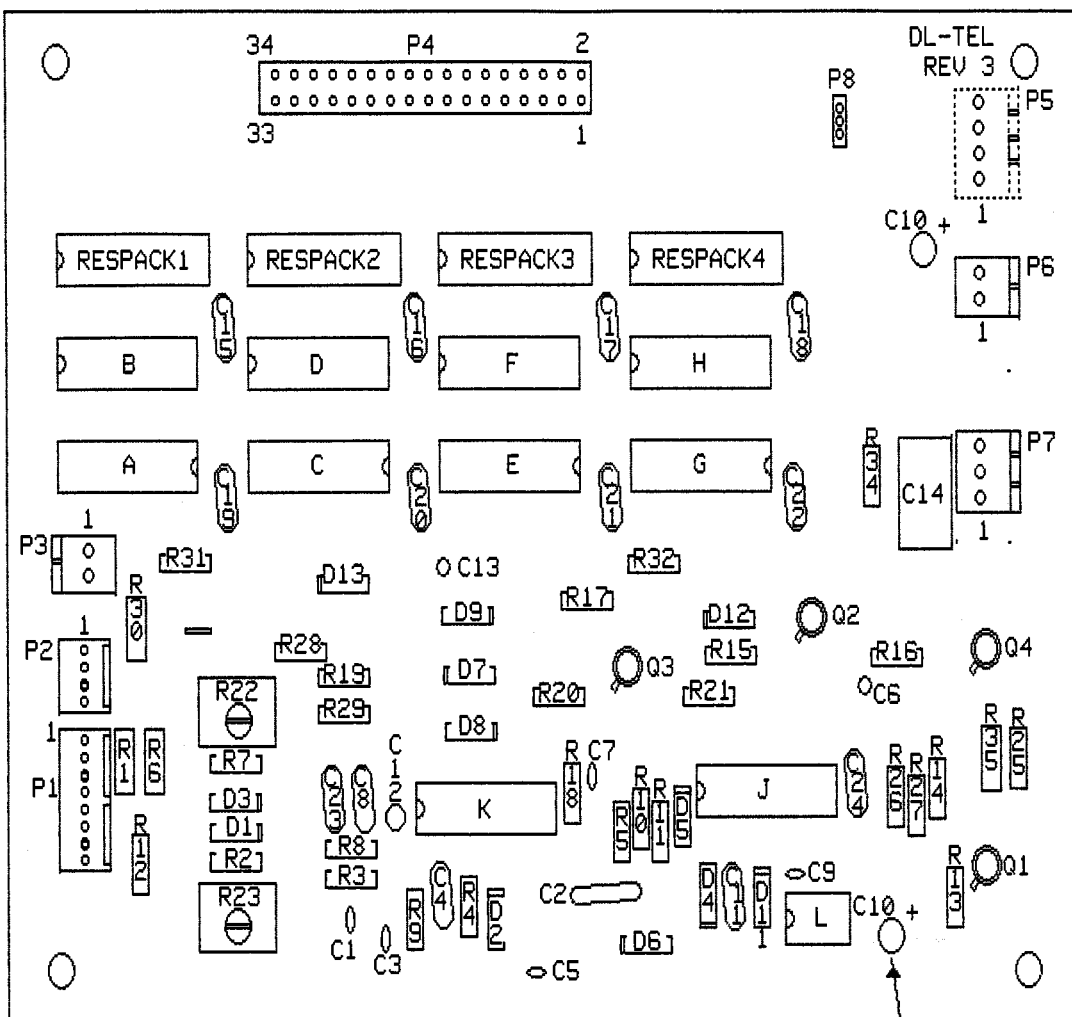 34 P4 2
33 1
DL-TEL
REV 3
P8
P5
1
C10 +
P6
1
RESPACK1 RESPACK2 RESPACK3 RESPACK4
C15 C16 C17 C18
B D F H
A C E G
C19 C20 C21 C22
R34
C14
P7
1
P3
1
R31
R30
D13
C13
R32
R17
D9
D12
Q2
P2
1
R28
R19
R29
D7
D8
R20
Q3
R15
R21
R16
C6
Q4
R22
P1
1
R1
R6
R7
D3
D1
R2
R12
R23
C23
C8
C12
R8
R3
K
R18
C7
R5
R10
R11
D5
J
C24
R26
R27
R14
R35
R25
C1
C3
R9
C4
R4
D2
C2
C5
D6
D4
C11
D11
C9
L
C10 +
R13
Q1